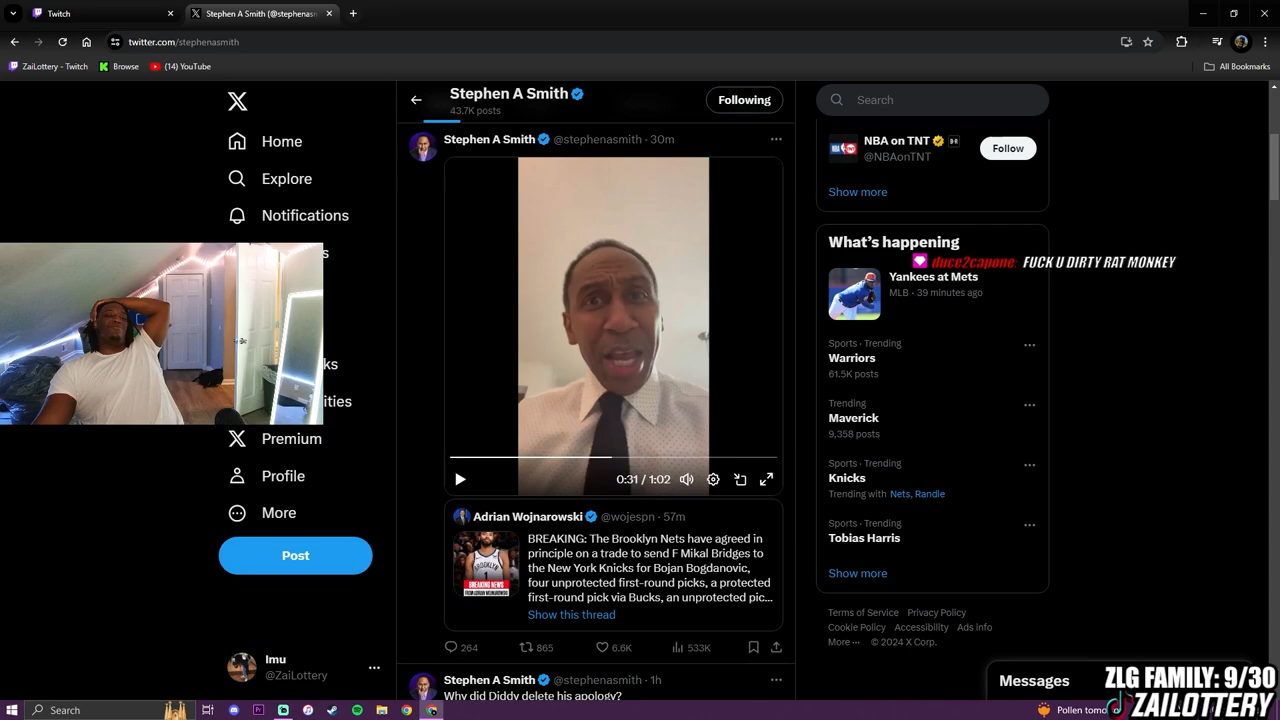 Twitch
Stephen A Smith (@stephenasm
twitter.com/stephenasmith
ZaiLottery - Twitch
Browse
(14) YouTube
All Bookmarks
Home
Explore
Notifications
Premium
Profile
More
Post
Imu
@ZaiLottery
Stephen A Smith
43.7K posts
Following
Stephen A Smith @stephenasmith · 30m
0:31 / 1:02
Adrian Wojnarowski @wojespn · 57m
BREAKING: The Brooklyn Nets have agreed in
principle on a trade to send F Mikal Bridges to
the New York Knicks for Bojan Bogdanovic,
four unprotected first-round picks, a protected
first-round pick via Bucks, an unprotected pic...
Show this thread
BREAKING NEWS
264 865 6.6K 533K
Stephen A Smith @stephenasmith · 1h
Why did Diddy delete his apology?
Search
NBA on TNT
@NBAonTNT
Follow
Show more
What's happening
duce2capone: FUCK U DIRTY RAT MONKEY
Yankees at Mets
MLB · 39 minutes ago
Sports · Trending
Warriors
61.5K posts
Trending
Maverick
9,358 posts
Sports · Trending
Knicks
Trending with Nets, Randle
Sports · Trending
Tobias Harris
Show more
Terms of Service Privacy Policy
Cookie Policy Accessibility Ads info
More ··· © 2024 X Corp.
Messages
ZLG FAMILY: 9/30
ZAILOTTERY
Search
Pollen tomo